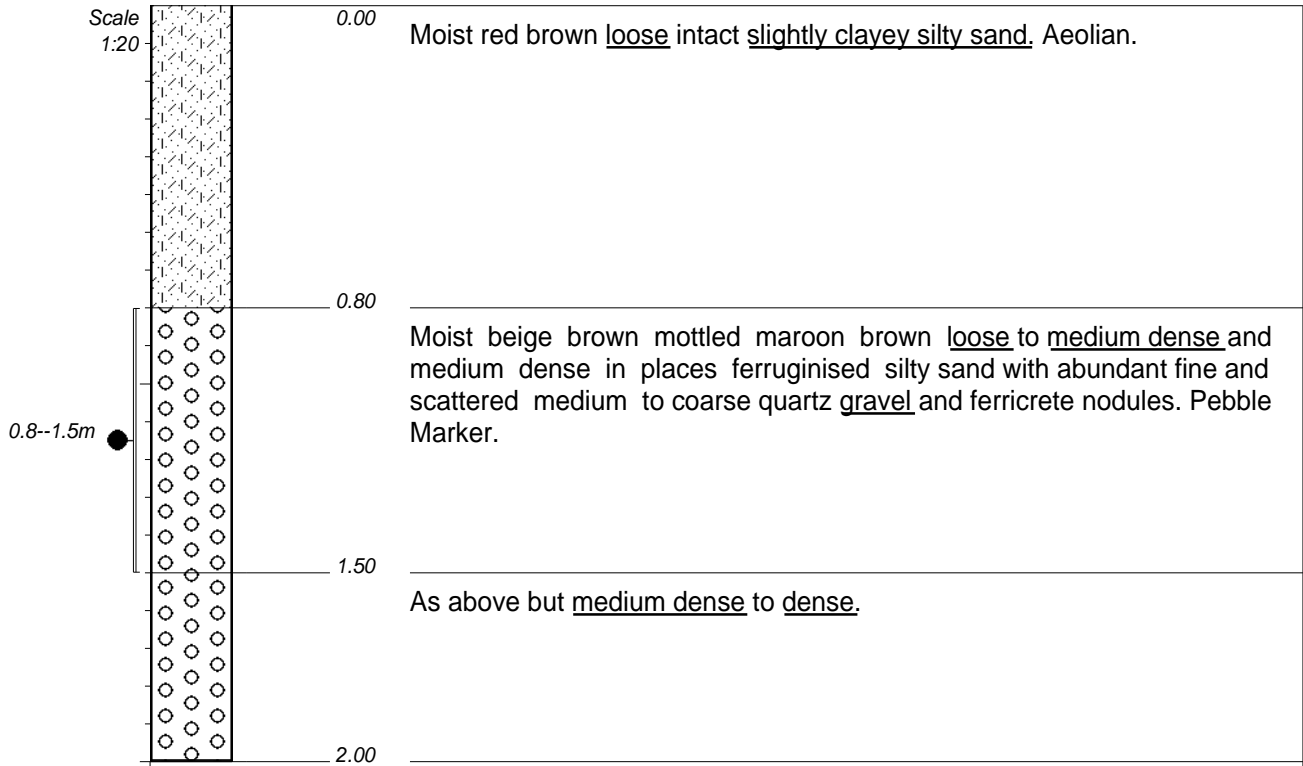 Scale
1:20
0.00
Moist red brown loose intact slightly clayey silty sand. Aeolian.
0.80
Moist beige brown mottled maroon brown loose to medium dense and
medium dense in places ferruginised silty sand with abundant fine and
scattered medium to coarse quartz gravel and ferricrete nodules. Pebble
Marker.
0.8--1.5m
1.50
As above but medium dense to dense.
2.00